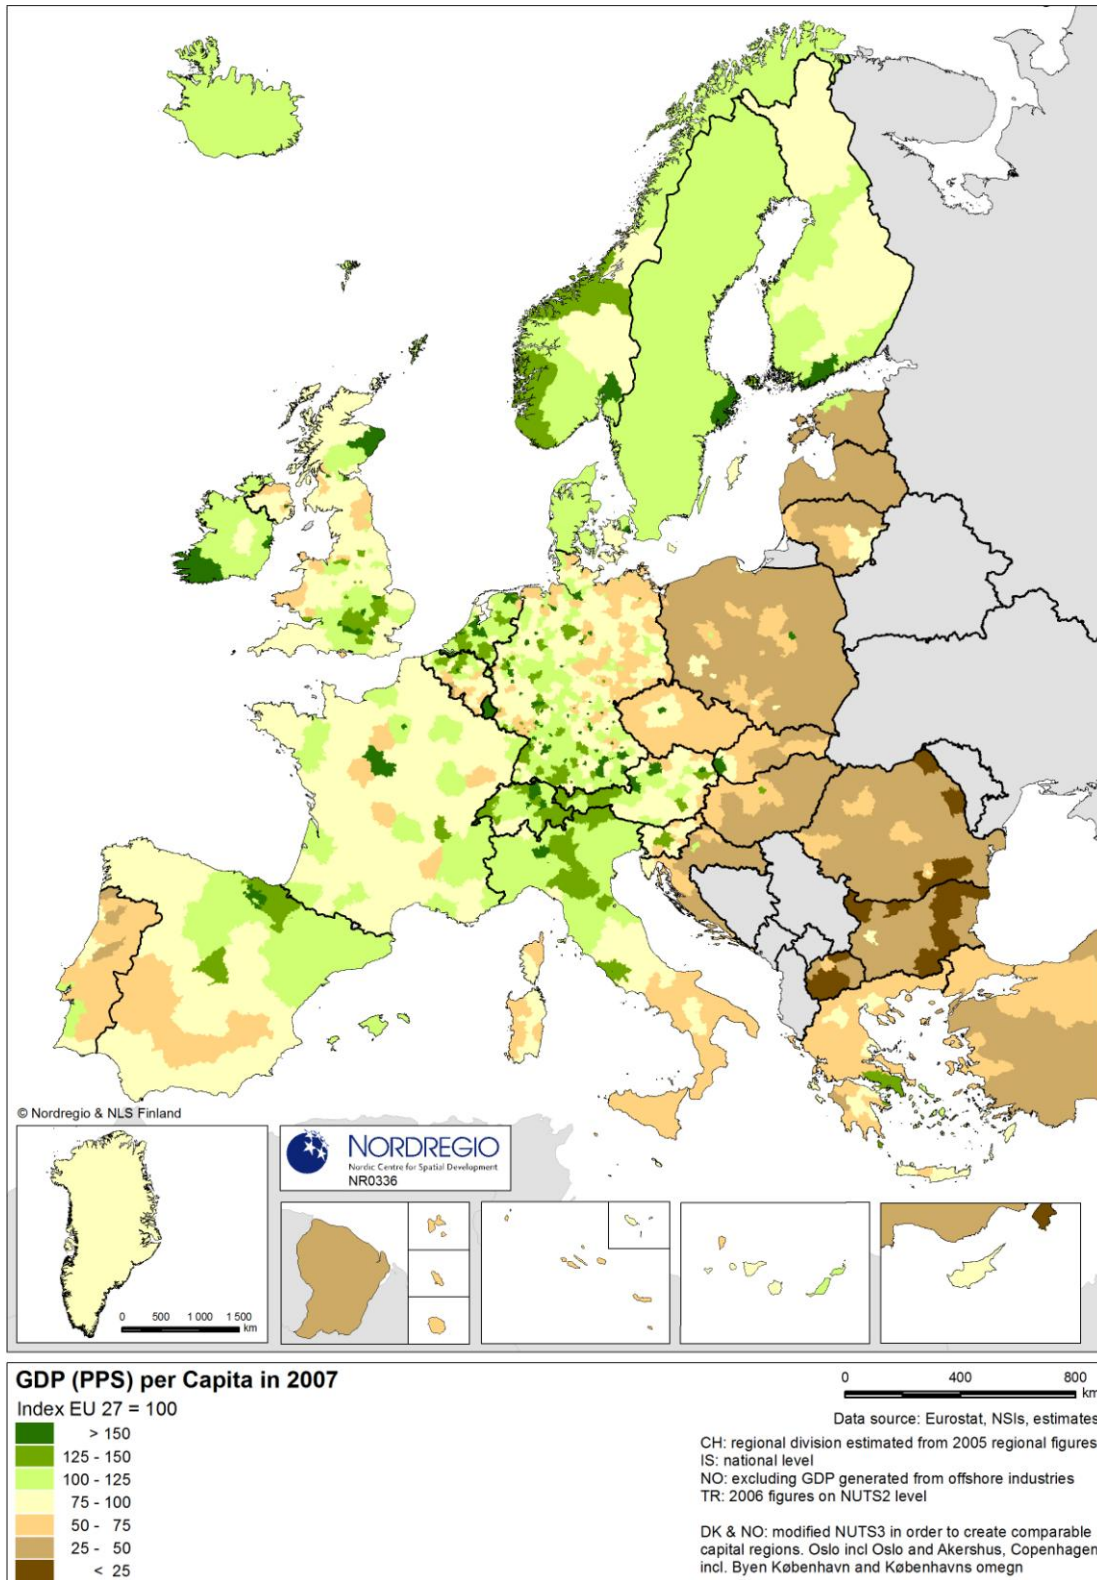 © Nordregio & NLS Finland
NORDREGIO
Nordic Centre for Spatial Development
NR0336
0 500 1 000 1 500
km
GDP (PPS) per Capita in 2007
Index EU 27 = 100
> 150
125 - 150
100 - 125
75 - 100
50 - 75
25 - 50
< 25
0 400 800
km
Data source: Eurostat, NSIs, estimates
CH: regional division estimated from 2005 regional figures
IS: national level
NO: excluding GDP generated from offshore industries
TR: 2006 figures on NUTS2 level
DK & NO: modified NUTS3 in order to create comparable
capital regions. Oslo incl Oslo and Akershus, Copenhagen
incl. Byen København and Københavns omegn